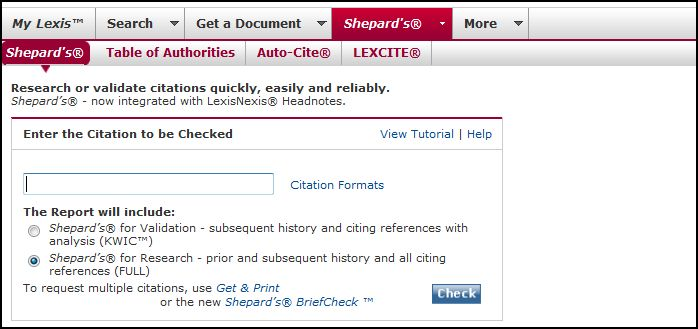 My Lexis™ Search Get a Document Shepard's® More
Shepard's® Table of Authorities Auto-Cite® LEXCITE®
Research or validate citations quickly, easily and reliably.
Shepard's® - now integrated with LexisNexis® Headnotes.
Enter the Citation to be Checked View Tutorial | Help
Citation Formats
The Report will include:
Shepard's® for Validation - subsequent history and citing references with
analysis (KWIC™)
Shepard's® for Research - prior and subsequent history and all citing
references (FULL)
To request multiple citations, use Get & Print
or the new Shepard's® BriefCheck ™
Check